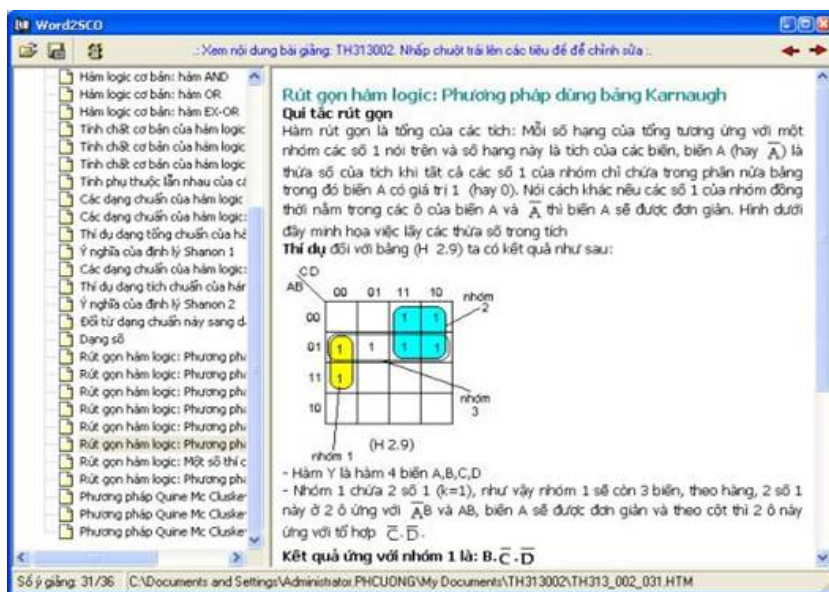 Word2SCO
.: Xem nội dung bài giảng: TH313002. Nhấp chuột trái lên các tiêu đề để chỉnh sửa :.
Hàm logic cơ bản: hàm AND
Hàm logic cơ bản: hàm OR
Hàm logic cơ bản: hàm EX-OR
Tính chất cơ bản của hàm logic
Tính chất cơ bản của hàm logic
Tính chất cơ bản của hàm logic
Tính phụ thuộc lẫn nhau của cá
Các dạng chuẩn của hàm logic
Các dạng chuẩn của hàm logic:
Thí dụ dạng tổng chuẩn của hà
Ý nghĩa của định lý Shanon 1
Các dạng chuẩn của hàm logic:
Thí dụ dạng tích chuẩn của hàr
Ý nghĩa của định lý Shanon 2
Đổi từ dạng chuẩn này sang d
Dạng số
Rút gọn hàm logic: Phương phá
Rút gọn hàm logic: Phương phá
Rút gọn hàm logic: Phương phá
Rút gọn hàm logic: Phương phá
Rút gọn hàm logic: Phương phá
Rút gọn hàm logic: Phương phá
Rút gọn hàm logic: Một số thí c
Rút gọn hàm logic: Phương phá
Phương pháp Quine Mc Cluske
Phương pháp Quine Mc Cluske
Phương pháp Quine Mc Cluske
Rút gọn hàm logic: Phương pháp dùng bảng Karnaugh
Qui tắc rút gọn
Hàm rút gọn là tổng của các tích: Mỗi số hạng của tổng tương ứng với một
nhóm các số 1 nói trên và số hạng này là tích của các biến, biến A (hay A̅) là
thừa số của tích khi tất cả các số 1 của nhóm chỉ chứa trong phân nửa bảng
trong đó biến A có giá trị 1 (hay 0). Nói cách khác nếu các số 1 của nhóm đồng
thời nằm trong các ô của biến A và A̅ thì biến A sẽ được đơn giản. Hình dưới
đây minh họa việc lấy các thừa số trong tích
Thí dụ đối với bảng (H 2.9) ta có kết quả như sau:
CD
AB 00 01 11 10 nhóm 2
00 1 1
01 1 1 1 1
11 1
10
nhóm 3
nhóm 1
(H 2.9)
- Hàm Y là hàm 4 biến A,B,C,D
- Nhóm 1 chứa 2 số 1 (k=1), như vậy nhóm 1 sẽ còn 3 biến, theo hàng, 2 số 1
này ở 2 ô ứng với A̅B và AB, biến A sẽ được đơn giản và theo cột thì 2 ô này
ứng với tổ hợp C̅.D̅.
Kết quả ứng với nhóm 1 là: B.C̅.D̅
Số ý giảng: 31/36 C:\Documents and Settings\Administrator.PHCUONG\My Documents\TH313002\TH313_002_031.HTM